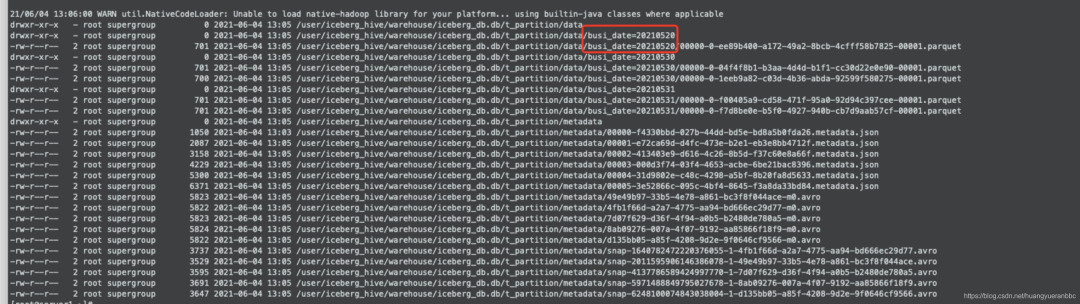 21/06/04 13:06:00 WARN util.NativeCodeLoader: Unable to load native-hadoop library for your platform... using builtin-java classes where applicable
drwxr-xr-x - root supergroup 0 2021-06-04 13:05 /user/iceberg_hive/warehouse/iceberg_db.db/t_partition/data
drwxr-xr-x - root supergroup 0 2021-06-04 13:05 /user/iceberg_hive/warehouse/iceberg_db.db/t_partition/data/busi_date=20210520
-rw-r--r-- 2 root supergroup 701 2021-06-04 13:05 /user/iceberg_hive/warehouse/iceberg_db.db/t_partition/data/busi_date=20210520/00000-0-ee89b400-a172-49a2-8bcb-4cfff58b7825-00001.parquet
drwxr-xr-x - root supergroup 0 2021-06-04 13:05 /user/iceberg_hive/warehouse/iceberg_db.db/t_partition/data/busi_date=20210530
-rw-r--r-- 2 root supergroup 701 2021-06-04 13:05 /user/iceberg_hive/warehouse/iceberg_db.db/t_partition/data/busi_date=20210530/00000-0-04f4f8b1-b3aa-4d4d-b1f1-cc30d22e0e90-00001.parquet
-rw-r--r-- 2 root supergroup 700 2021-06-04 13:05 /user/iceberg_hive/warehouse/iceberg_db.db/t_partition/data/busi_date=20210530/00000-0-1eeb9a82-c03d-4b36-abda-92599f580275-00001.parquet
drwxr-xr-x - root supergroup 0 2021-06-04 13:05 /user/iceberg_hive/warehouse/iceberg_db.db/t_partition/data/busi_date=20210531
-rw-r--r-- 2 root supergroup 701 2021-06-04 13:05 /user/iceberg_hive/warehouse/iceberg_db.db/t_partition/data/busi_date=20210531/00000-0-f00405a9-cd58-471f-95a0-92d94c397cee-00001.parquet
-rw-r--r-- 2 root supergroup 701 2021-06-04 13:05 /user/iceberg_hive/warehouse/iceberg_db.db/t_partition/data/busi_date=20210531/00000-0-f7d8be0e-b5f0-4927-940b-cb7d9aab57cf-00001.parquet
drwxr-xr-x - root supergroup 0 2021-06-04 13:05 /user/iceberg_hive/warehouse/iceberg_db.db/t_partition/metadata
-rw-r--r-- 2 root supergroup 1050 2021-06-04 13:03 /user/iceberg_hive/warehouse/iceberg_db.db/t_partition/metadata/00000-f4330bbd-027b-44dd-bd5e-bd8a5b0fda26.metadata.json
-rw-r--r-- 2 root supergroup 2087 2021-06-04 13:05 /user/iceberg_hive/warehouse/iceberg_db.db/t_partition/metadata/00001-e72ca69d-d4fc-473e-b2e1-eb3e8bb4712f.metadata.json
-rw-r--r-- 2 root supergroup 3158 2021-06-04 13:05 /user/iceberg_hive/warehouse/iceberg_db.db/t_partition/metadata/00002-413403e9-d616-4c26-8b5d-f37c60e8a66f.metadata.json
-rw-r--r-- 2 root supergroup 4229 2021-06-04 13:05 /user/iceberg_hive/warehouse/iceberg_db.db/t_partition/metadata/00003-000d3f74-03f4-4653-acbe-6be21bac8396.metadata.json
-rw-r--r-- 2 root supergroup 5300 2021-06-04 13:05 /user/iceberg_hive/warehouse/iceberg_db.db/t_partition/metadata/00004-31d9802e-c48c-4298-a5bf-8b20fa8d5633.metadata.json
-rw-r--r-- 2 root supergroup 6371 2021-06-04 13:05 /user/iceberg_hive/warehouse/iceberg_db.db/t_partition/metadata/00005-3e52866c-095c-4bf4-8645-f3a8da33bd84.metadata.json
-rw-r--r-- 2 root supergroup 5823 2021-06-04 13:05 /user/iceberg_hive/warehouse/iceberg_db.db/t_partition/metadata/49e49b97-33b5-4e78-a861-bc3f8f044ace-m0.avro
-rw-r--r-- 2 root supergroup 5822 2021-06-04 13:05 /user/iceberg_hive/warehouse/iceberg_db.db/t_partition/metadata/4fb1f66d-a2a7-4775-aa94-bd666ec29d77-m0.avro
-rw-r--r-- 2 root supergroup 5823 2021-06-04 13:05 /user/iceberg_hive/warehouse/iceberg_db.db/t_partition/metadata/7d07f629-d36f-4f94-a0b5-b2480de780a5-m0.avro
-rw-r--r-- 2 root supergroup 5824 2021-06-04 13:05 /user/iceberg_hive/warehouse/iceberg_db.db/t_partition/metadata/8ab09276-007a-4f07-9192-aa85866f18f9-m0.avro
-rw-r--r-- 2 root supergroup 5822 2021-06-04 13:05 /user/iceberg_hive/warehouse/iceberg_db.db/t_partition/metadata/d135bb05-a85f-4208-9d2e-9f0646cf9566-m0.avro
-rw-r--r-- 2 root supergroup 3737 2021-06-04 13:05 /user/iceberg_hive/warehouse/iceberg_db.db/t_partition/metadata/snap-1640782472220376055-1-4fb1f66d-a2a7-4775-aa94-bd666ec29d77.avro
-rw-r--r-- 2 root supergroup 3529 2021-06-04 13:05 /user/iceberg_hive/warehouse/iceberg_db.db/t_partition/metadata/snap-2011595906146386078-1-49e49b97-33b5-4e78-a861-bc3f8f044ace.avro
-rw-r--r-- 2 root supergroup 3595 2021-06-04 13:05 /user/iceberg_hive/warehouse/iceberg_db.db/t_partition/metadata/snap-4137786589424997770-1-7d07f629-d36f-4f94-a0b5-b2480de780a5.avro
-rw-r--r-- 2 root supergroup 3691 2021-06-04 13:05 /user/iceberg_hive/warehouse/iceberg_db.db/t_partition/metadata/snap-5971488849795027678-1-8ab09276-007a-4f07-9192-aa85866f18f9.avro
-rw-r--r-- 2 root supergroup 3647 2021-06-04 13:05 /user/iceberg_hive/warehouse/iceberg_db.db/t_partition/metadata/snap-6248100074843038004-1-d135bb05-a85f-4208-9d2e-9f0646cf9566.avro
https://blog.csdn.net/huangyueranbbc